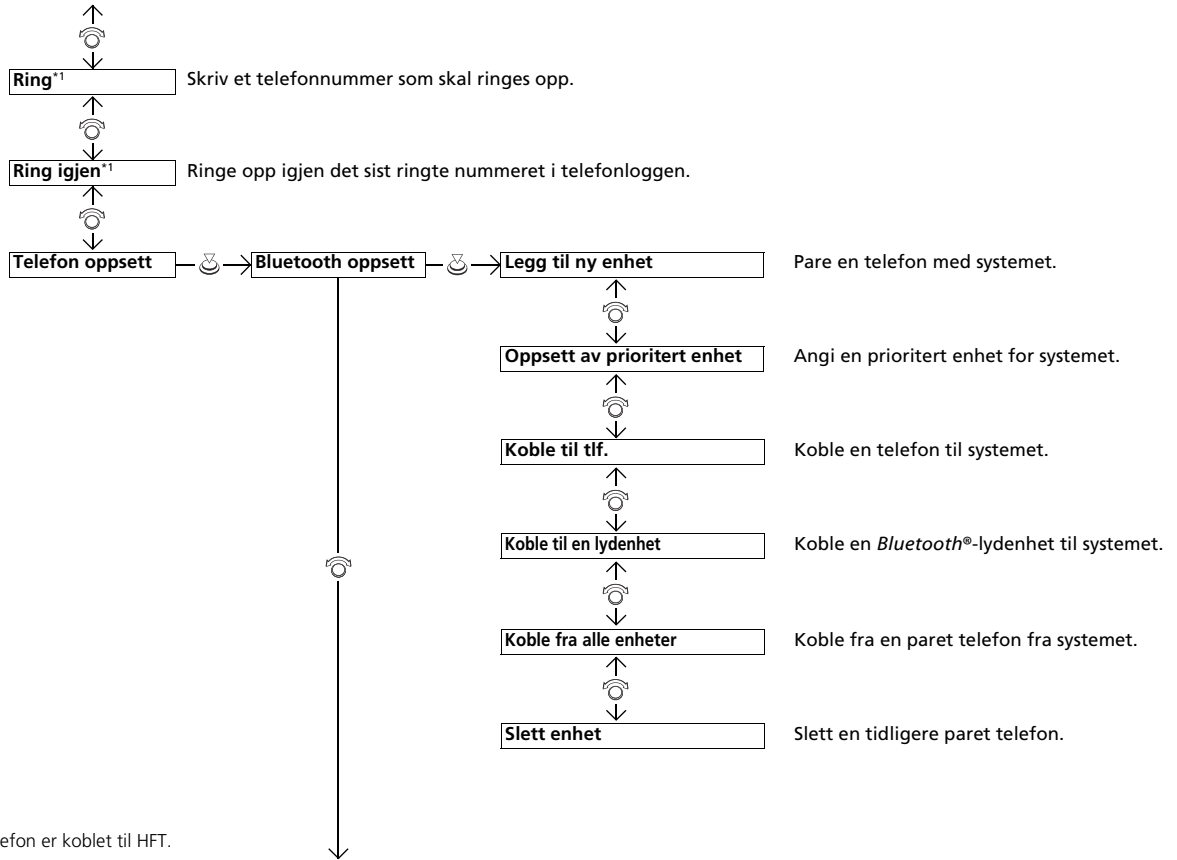 Ring*1 Skriv et telefonnummer som skal ringes opp.
Ring igjen*1 Ringe opp igjen det sist ringte nummeret i telefonloggen.
Telefon oppsett Bluetooth oppsett Legg til ny enhet Pare en telefon med systemet.
Oppsett av prioritert enhet Angi en prioritert enhet for systemet.
Koble til tlf. Koble en telefon til systemet.
Koble til en lydenhet Koble en Bluetooth®-lydenhet til systemet.
Koble fra alle enheter Koble fra en paret telefon fra systemet.
Slett enhet Slett en tidligere paret telefon.
er koblet til HFT.